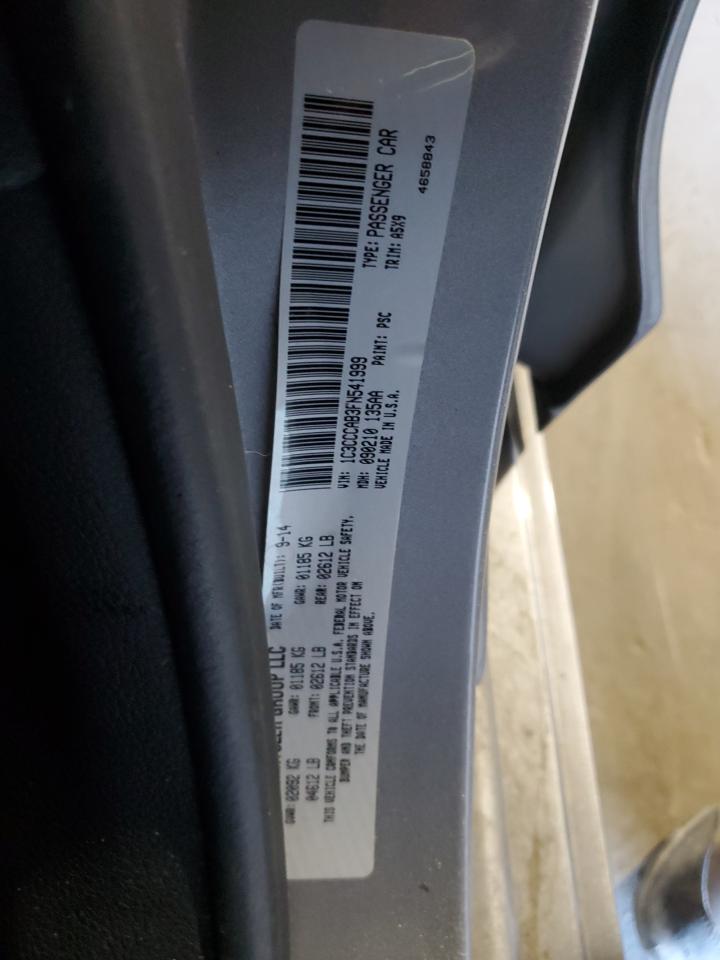 GROUP LLC DATE OF MFR(BUILT): 9-14
GVWR: 02092 KG GAWR: 01185 KG GAWR: 01185 KG
04612 LB FRONT: 02612 LB REAR: 02612 LB
THIS VEHICLE CONFORMS TO ALL APPLICABLE U.S.A. FEDERAL MOTOR VEHICLE SAFETY,
BUMPER AND THEFT PREVENTION STANDARDS IN EFFECT ON
THE DATE OF MANUFACTURE SHOWN ABOVE.
VIN: 1C3CCCAB3FN541999 TYPE: PASSENGER CAR
MDH: 090210 135AA PAINT: PSC TRIM: A5X9
VEHICLE MADE IN U.S.A.
4658843